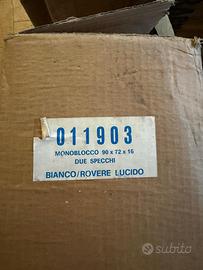 011903
MONOBLOCCO 90 x 72 x 16
DUE SPECCHI
BIANCO/ROVERE LUCIDO
subito